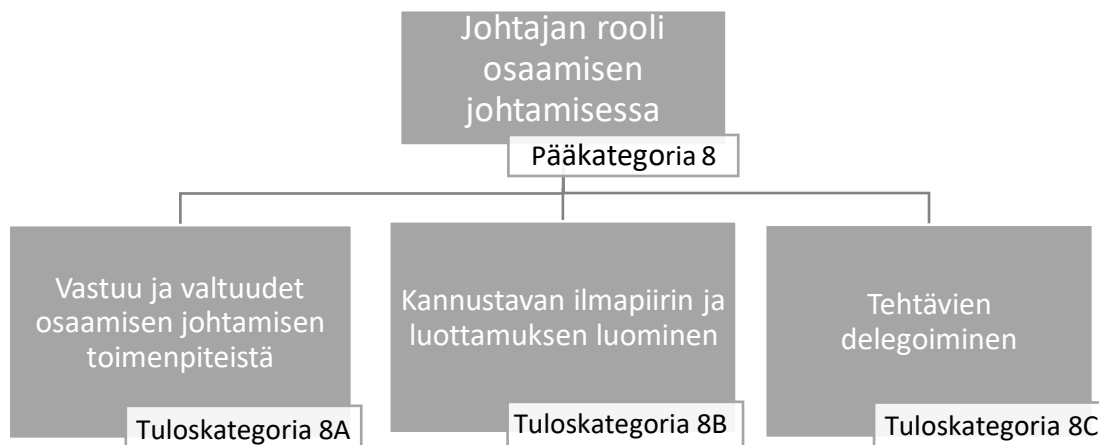 Johtajan rooli
osaamisen
johtamisessa
Pääkategoria 8
Vastuu ja valtuudet
osaamisen johtamisen
toimenpiteistä
Tuloskategoria 8A
Kannustavan ilmapiirin ja
luottamuksen luominen
Tuloskategoria 8B
Tehtävien
delegoiminen
Tuloskategoria 8C